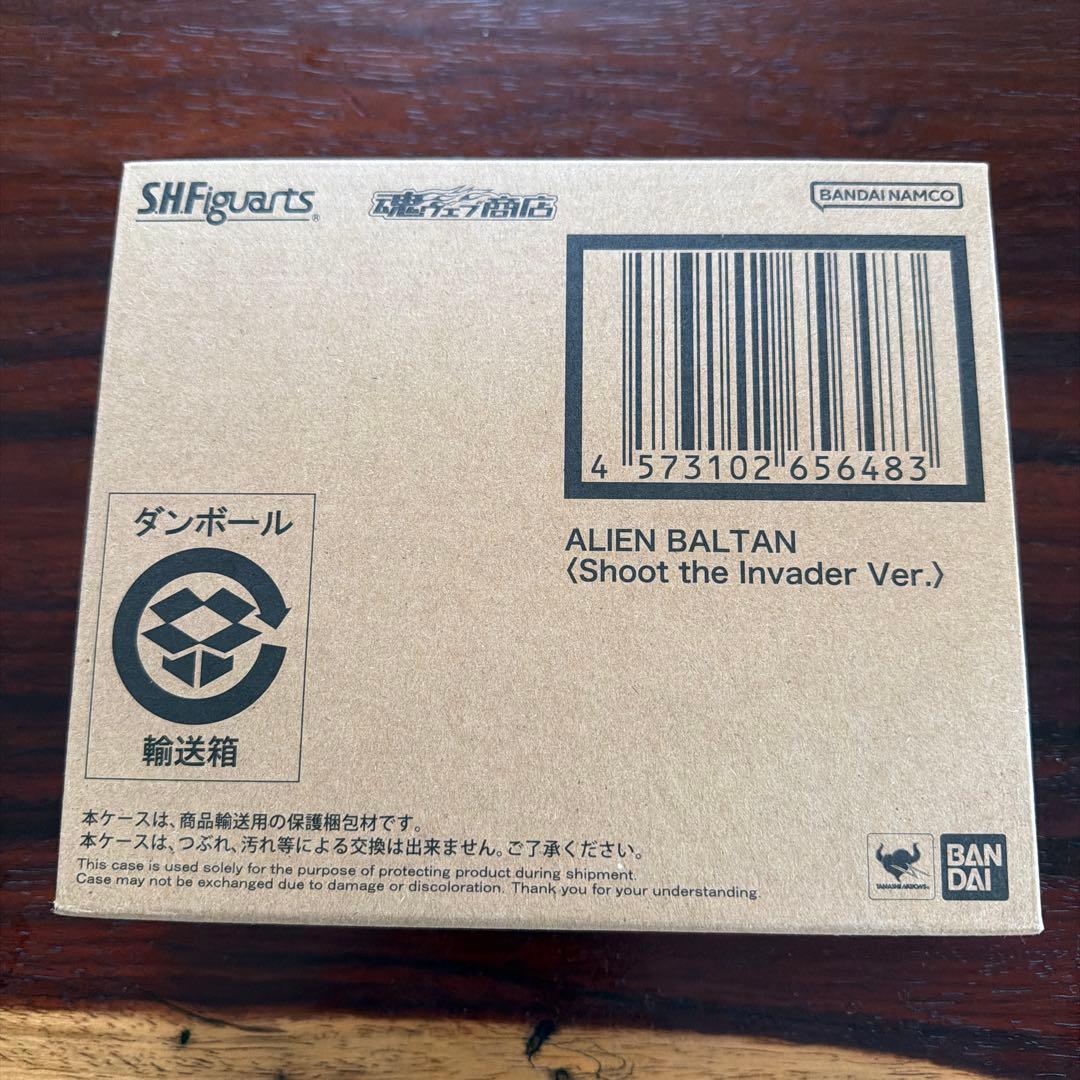 S.H.Figuarts®
魂ウェブ商店
BANDAI NAMCO
4 573102 656483
ALIEN BALTAN
〈Shoot the Invader Ver.〉
ダンボール
輸送箱
本ケースは、商品輸送用の保護梱包材です。
本ケースは、つぶれ、汚れ等による交換は出来ません。ご了承ください。
This case is used solely for the purpose of protecting product during shipment.
Case may not be exchanged due to damage or discoloration. Thank you for your understanding.
TAMASHII NATIONS
BAN
DAI